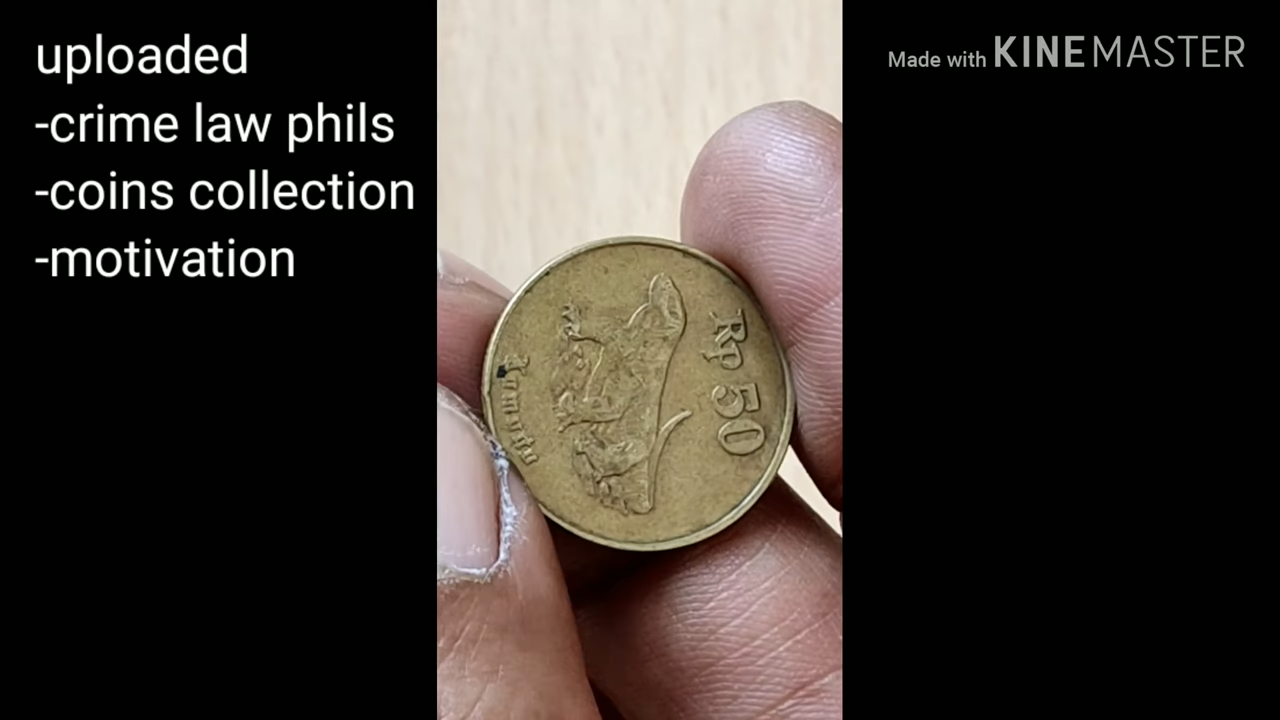 uploaded
-crime law phils
-coins collection
-motivation
Made with KINEMASTER
Rp 50